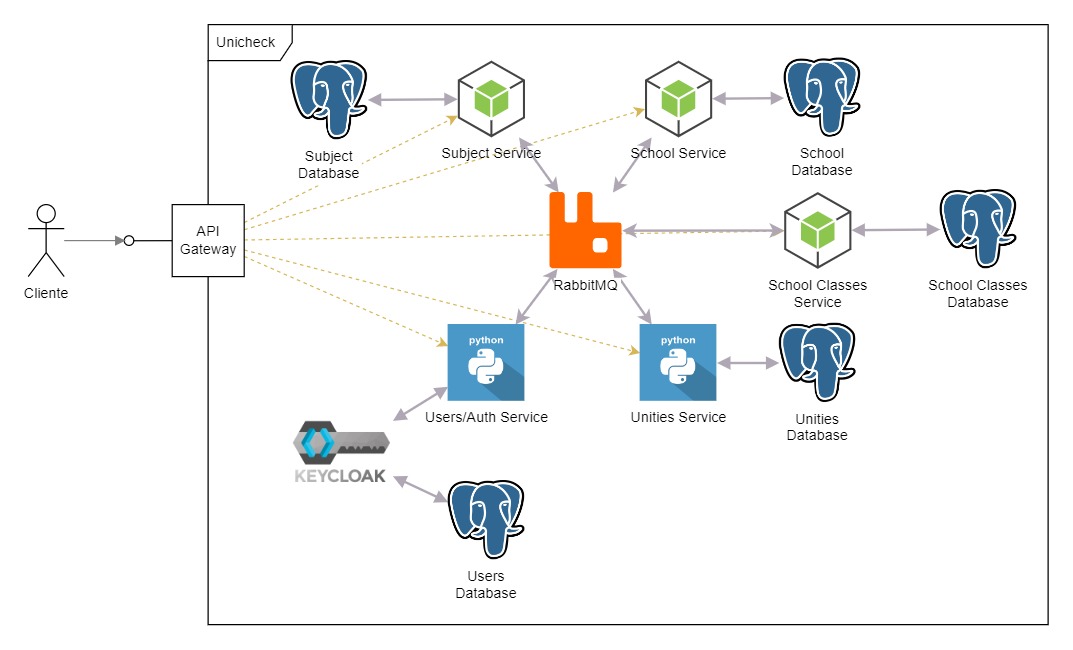 Unicheck
Subject
Database
Subject Service
School Service
School
Database
API
Gateway
Cliente
RabbitMQ
School Classes
Service
School Classes
Database
python
Users/Auth Service
python
Unities Service
Unities
Database
KEYCLOAK
Users
Database